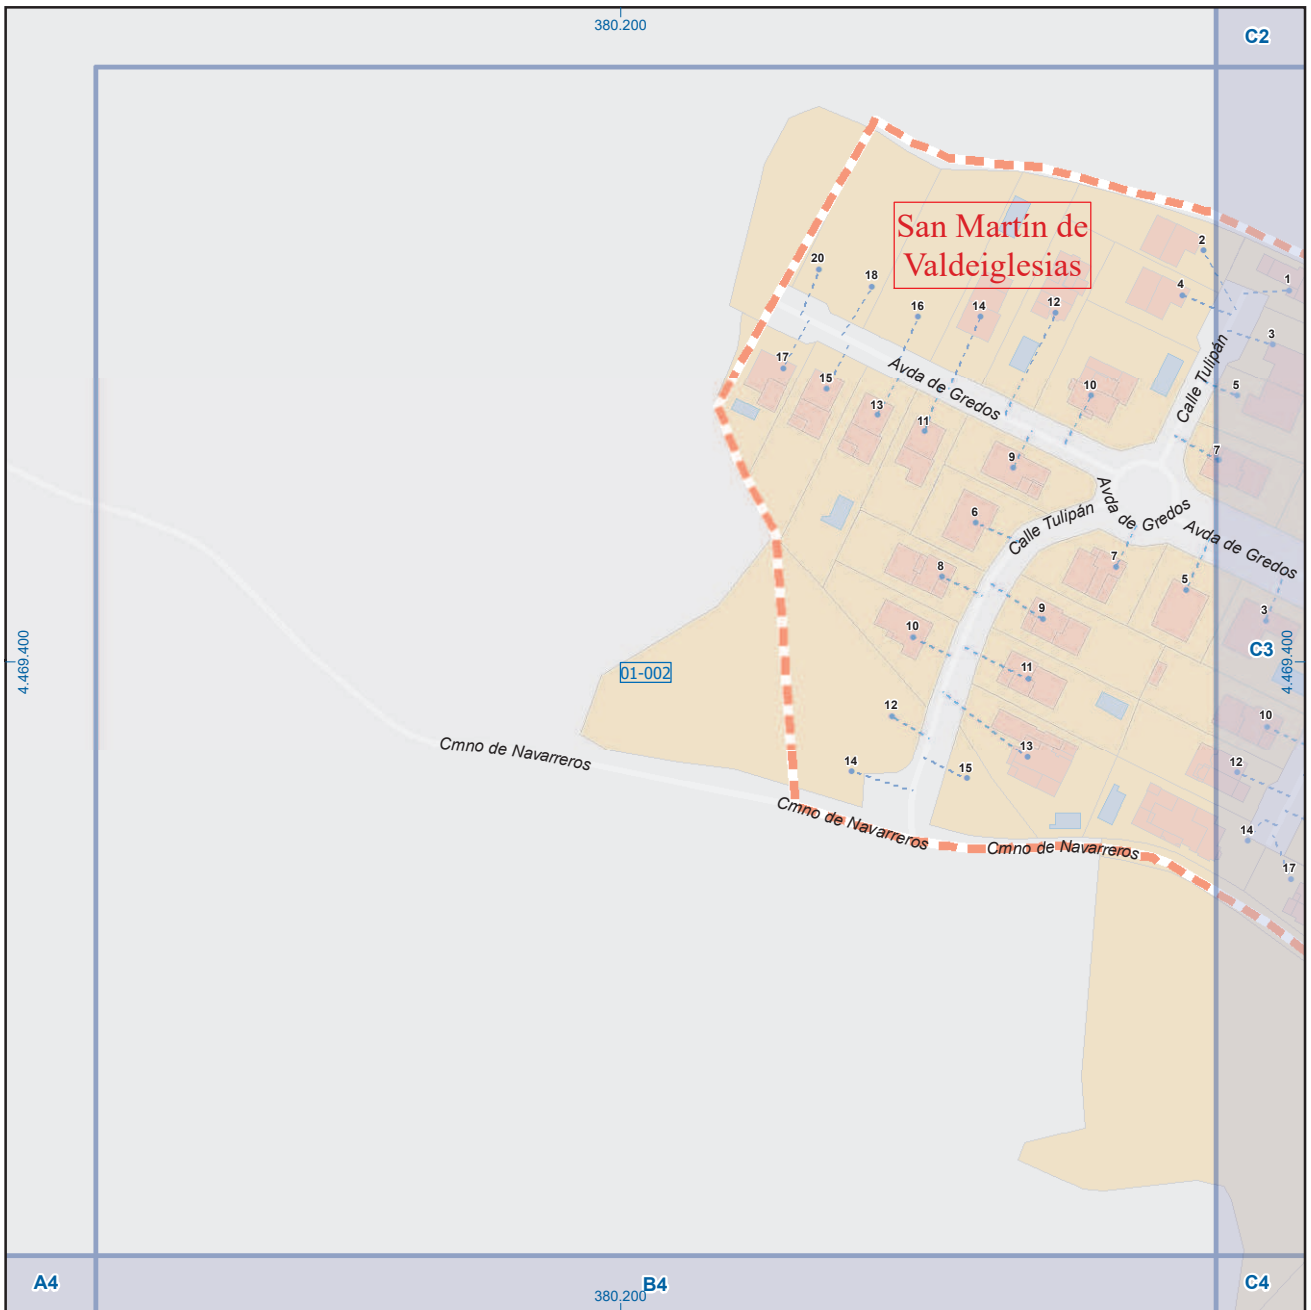 380.200
C2
San Martín de
Valdeiglesias
2
20
18
4
1
16
14
12
3
17
15
Avda de Gredos
10
Calle Tulipán
5
13
11
9
7
Avda de Gredos
6
Calle Tulipán
Avda de Gredos
8
7
5
9
3
10
4.469.400
01-002
11
C3
4.469.400
12
10
Cmno de Navarreros
14
15
13
12
Cmno de Navarreros
Cmno de Navarreros
14
17
A4
380.200
B4
C4